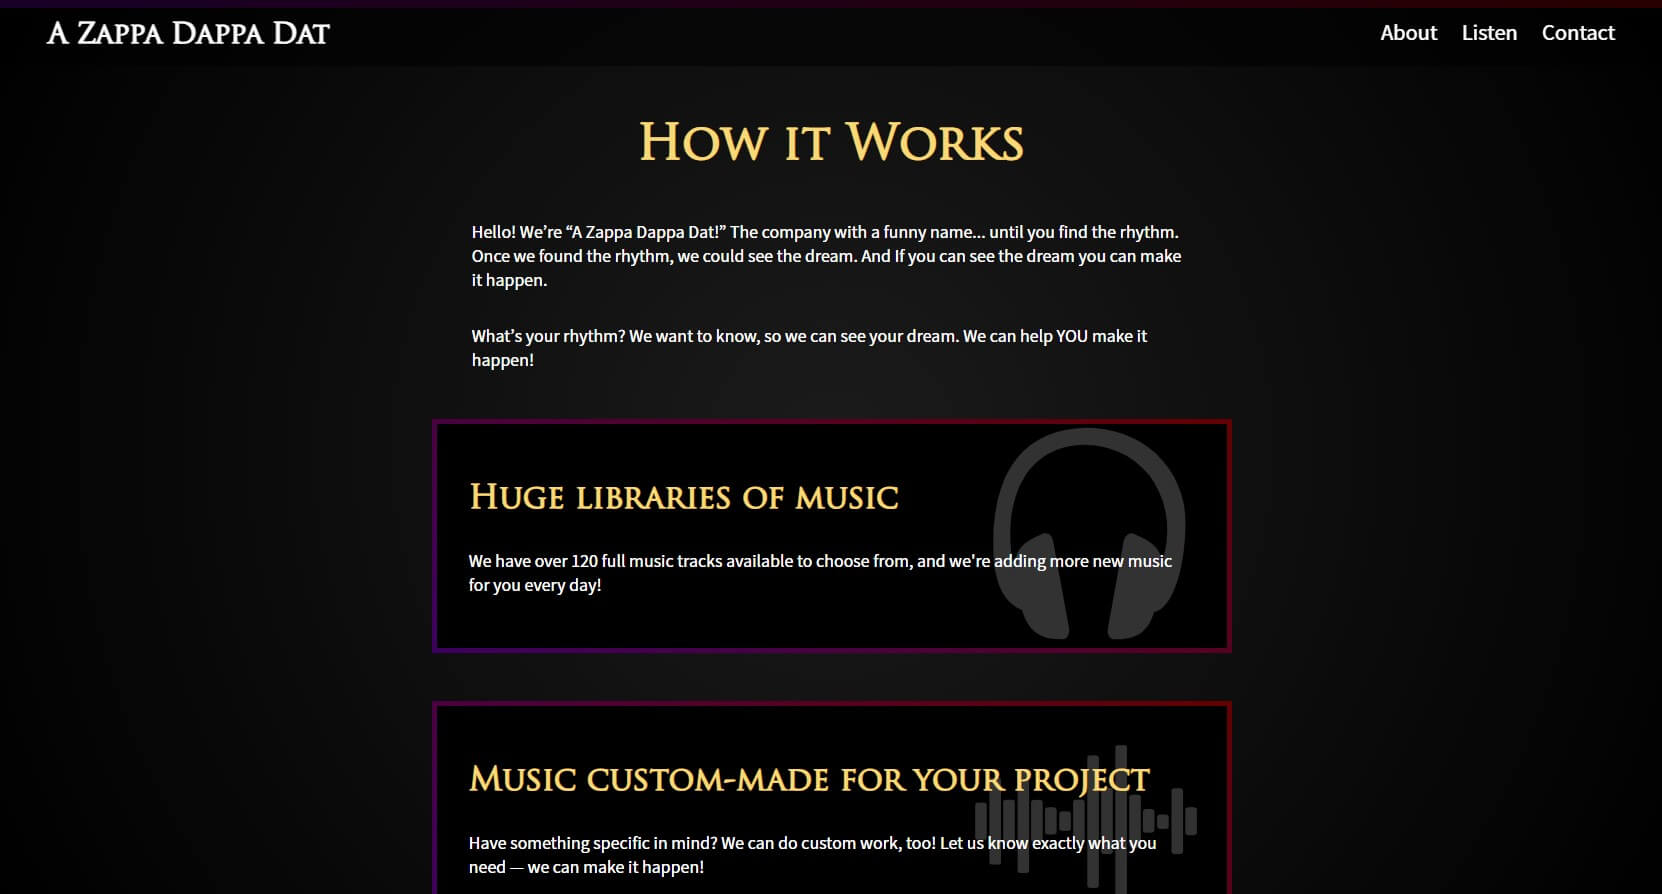 A Zappa Dappa Dat
About Listen Contact
How it Works
Hello! We’re “A Zappa Dappa Dat!” The company with a funny name... until you find the rhythm.
Once we found the rhythm, we could see the dream. And If you can see the dream you can make
it happen.
What’s your rhythm? We want to know, so we can see your dream. We can help YOU make it
happen!
Huge libraries of music
We have over 120 full music tracks available to choose from, and we're adding more new music
for you every day!
Music custom-made for your project
Have something specific in mind? We can do custom work, too! Let us know exactly what you
need — we can make it happen!